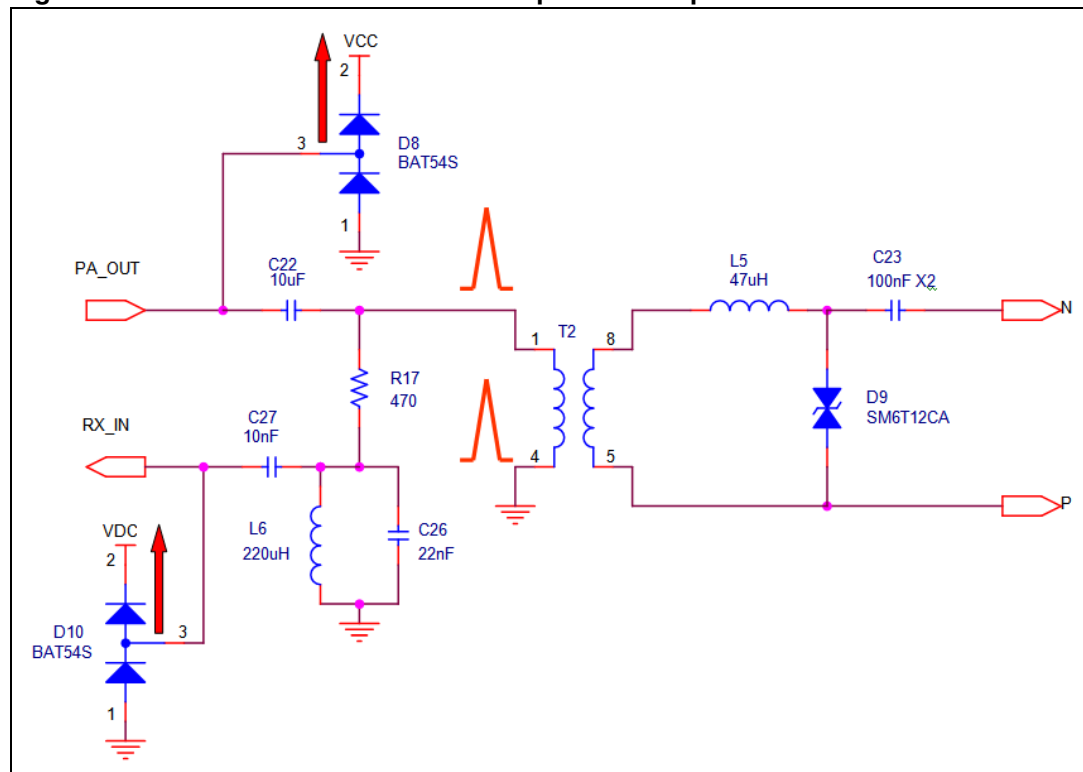 VCC
2
3
D8
BAT54S
1
PA_OUT
C22
10uF
L5
47uH
C23
100nF X2
N
1
T2
8
R17
470
D9
SM6T12CA
RX_IN
C27
10nF
4
5
P
VDC
2
L6
220uH
C26
22nF
D10
BAT54S
3
1